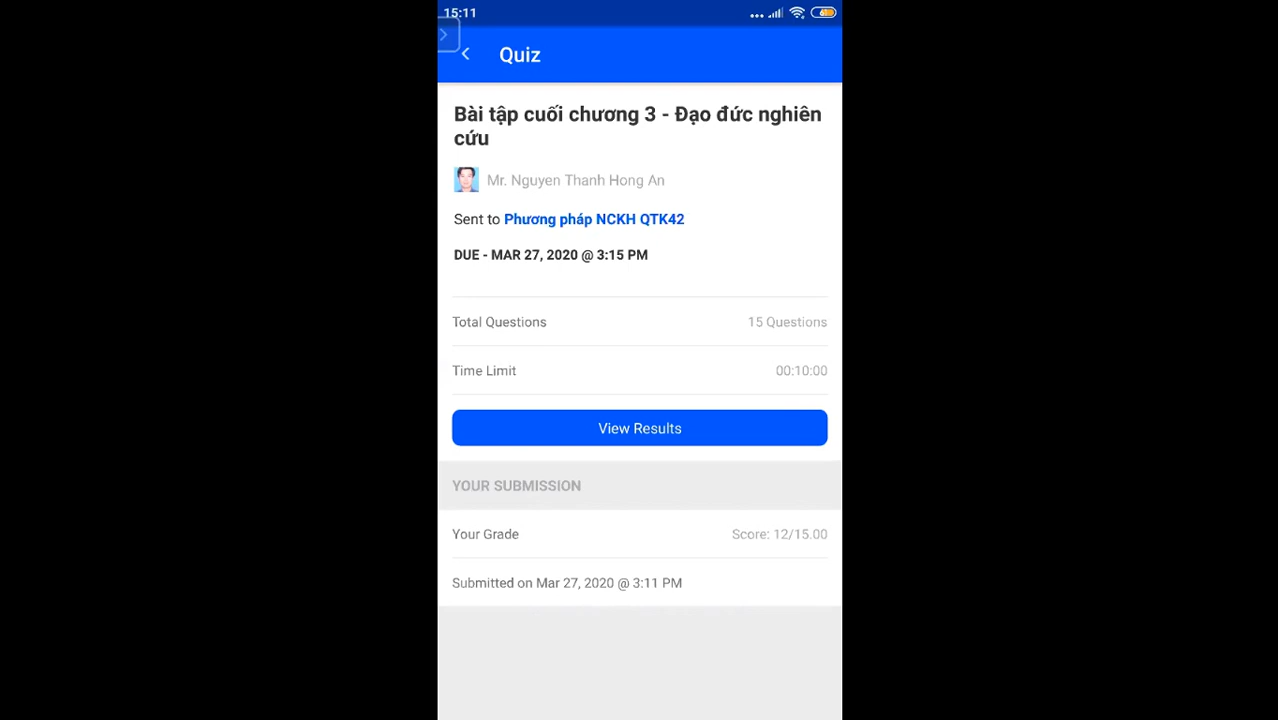 15:11
Quiz
Bài tập cuối chương 3 - Đạo đức nghiên
cứu
Mr. Nguyen Thanh Hong An
Sent to Phương pháp NCKH QTK42
DUE - MAR 27, 2020 @ 3:15 PM
Total Questions 15 Questions
Time Limit 00:10:00
View Results
YOUR SUBMISSION
Your Grade Score: 12/15.00
Submitted on Mar 27, 2020 @ 3:11 PM